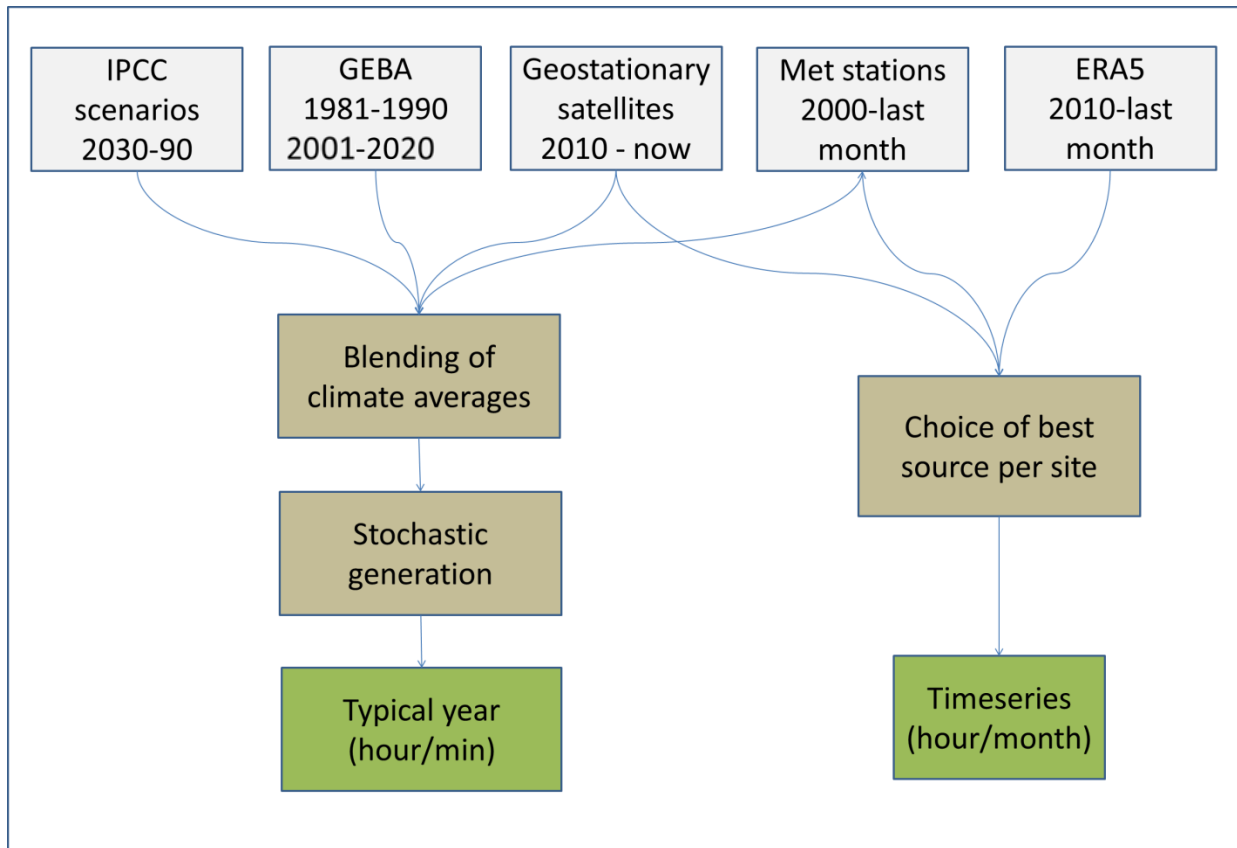 IPCC
scenarios
2030-90
GEBA
1981-1990
2001-2020
Geostationary
satellites
2010 - now
Met stations
2000-last
month
ERA5
2010-last
month
Blending of
climate averages
Choice of best
source per site
Stochastic
generation
Typical year
(hour/min)
Timeseries
(hour/month)